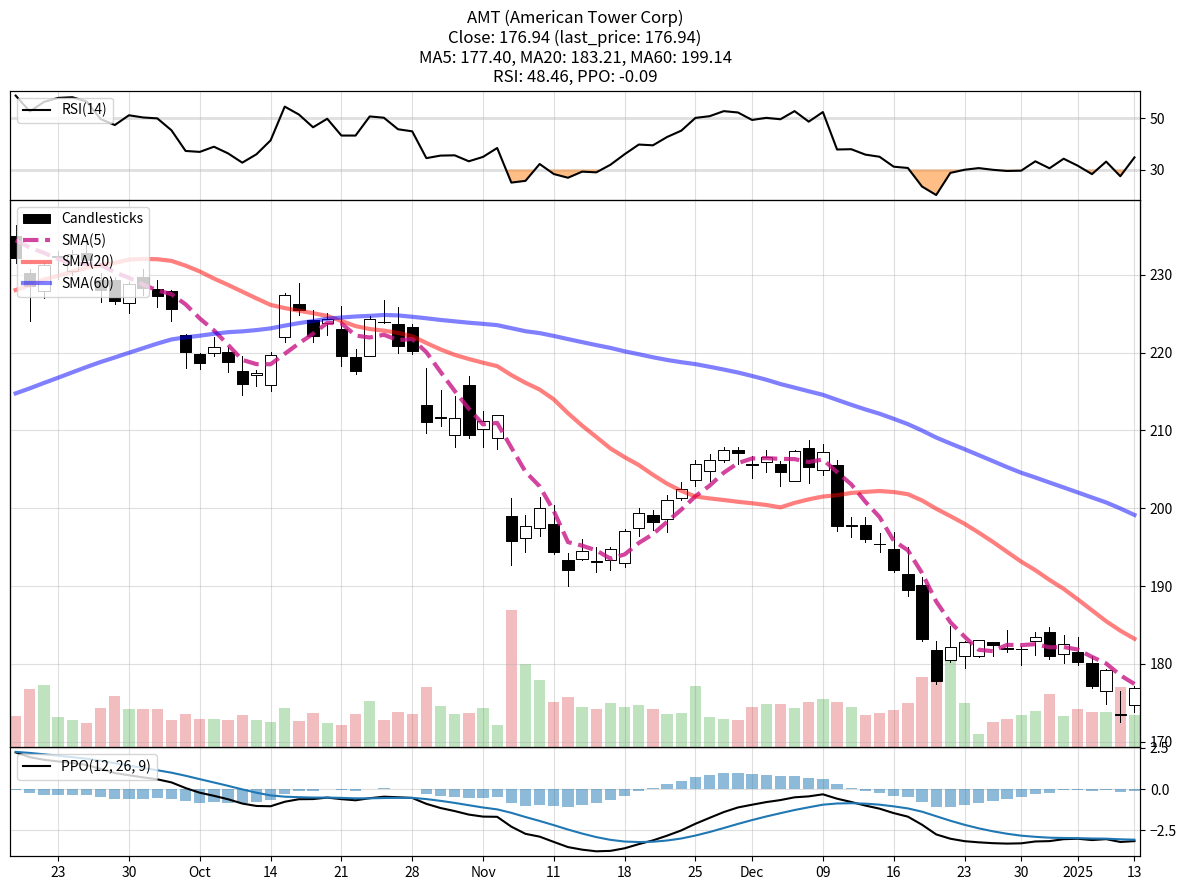 AMT (American Tower Corp)
Close: 176.94 (last_price: 176.94)
MA5: 177.40, MA20: 183.21, MA60: 199.14
RSI: 48.46, PPO: -0.09
RSI(14)
50
30
Candlesticks
SMA(5)
SMA(20)
SMA(60)
230
220
210
200
190
180
170
PPO(12, 26, 9)
2.5
0.0
−2.5
23 30 Oct 14 21 28 Nov 11 18 25 Dec 09 16 23 30 2025 13